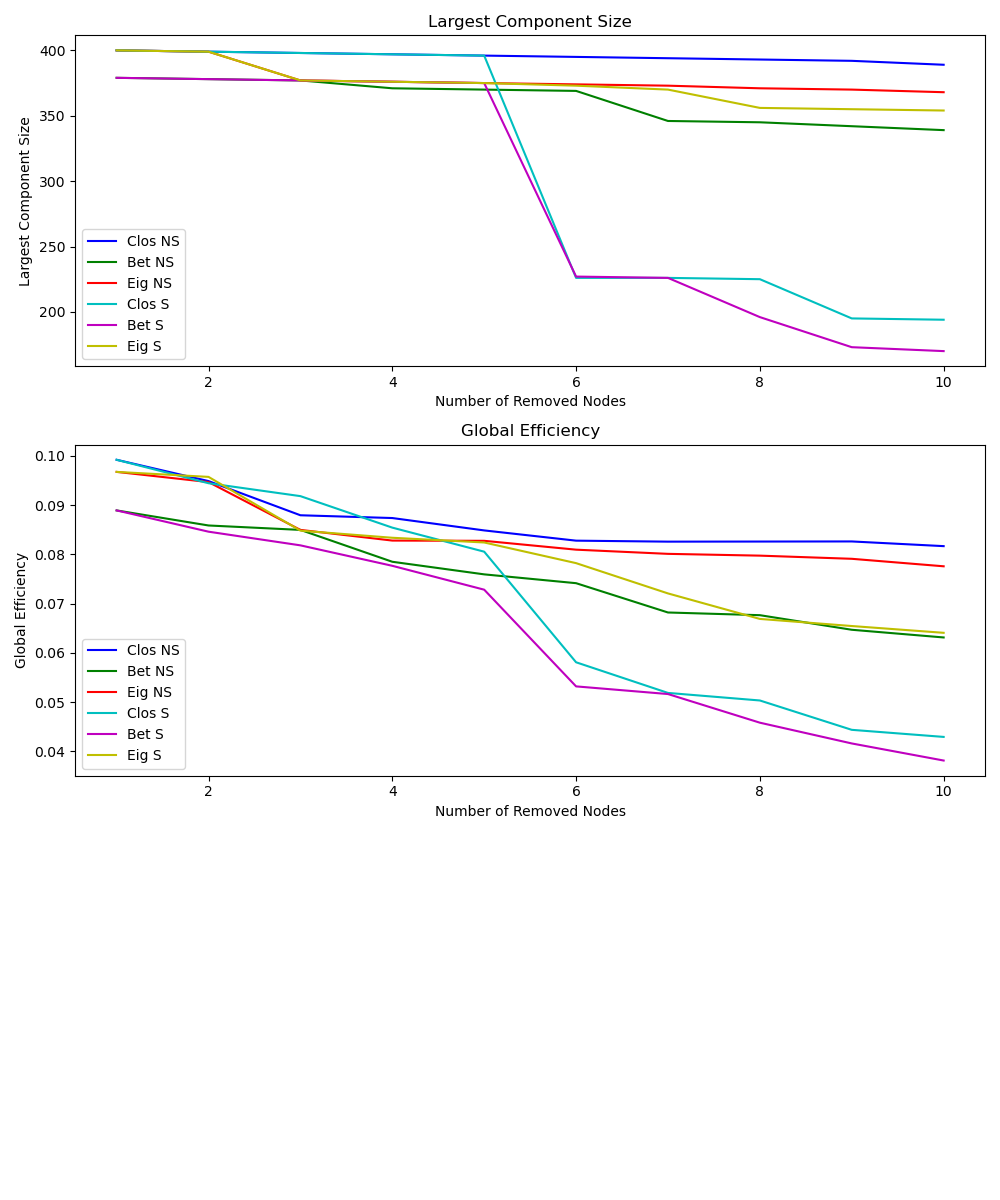 Largest Component Size
Largest Component Size
400
350
300
250
200
Clos NS
Bet NS
Eig NS
Clos S
Bet S
Eig S
2 4 6 8 10
Number of Removed Nodes
Global Efficiency
Global Efficiency
0.10
0.09
0.08
0.07
0.06
0.05
0.04
Clos NS
Bet NS
Eig NS
Clos S
Bet S
Eig S
2 4 6 8 10
Number of Removed Nodes